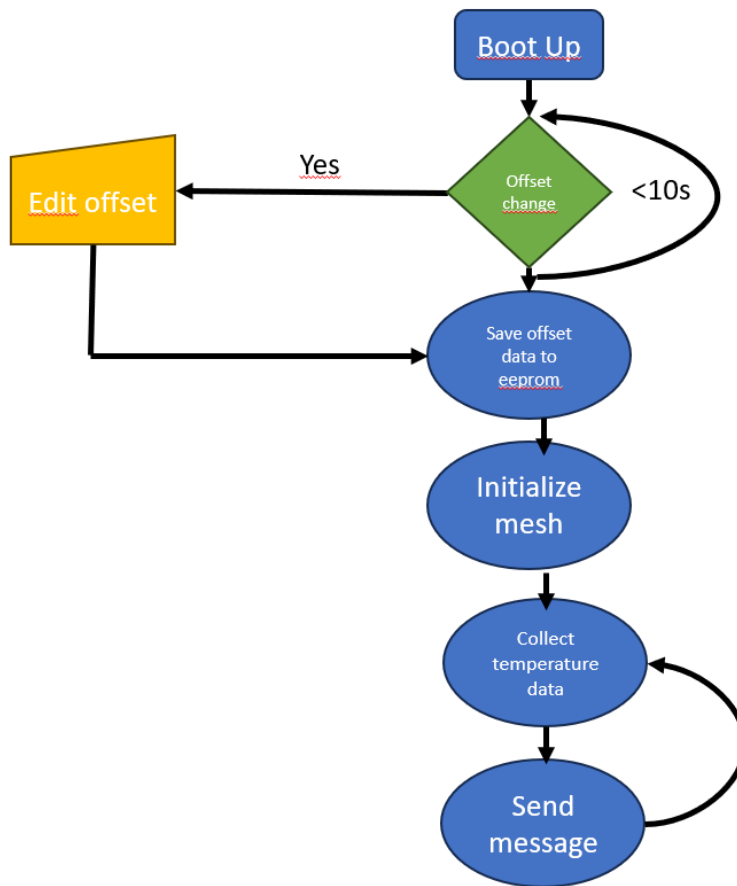 Boot Up
Offset
change
Yes
<10s
Edit offset
Save offset
data to
eeprom
Initialize
mesh
Collect
temperature
data
Send
message